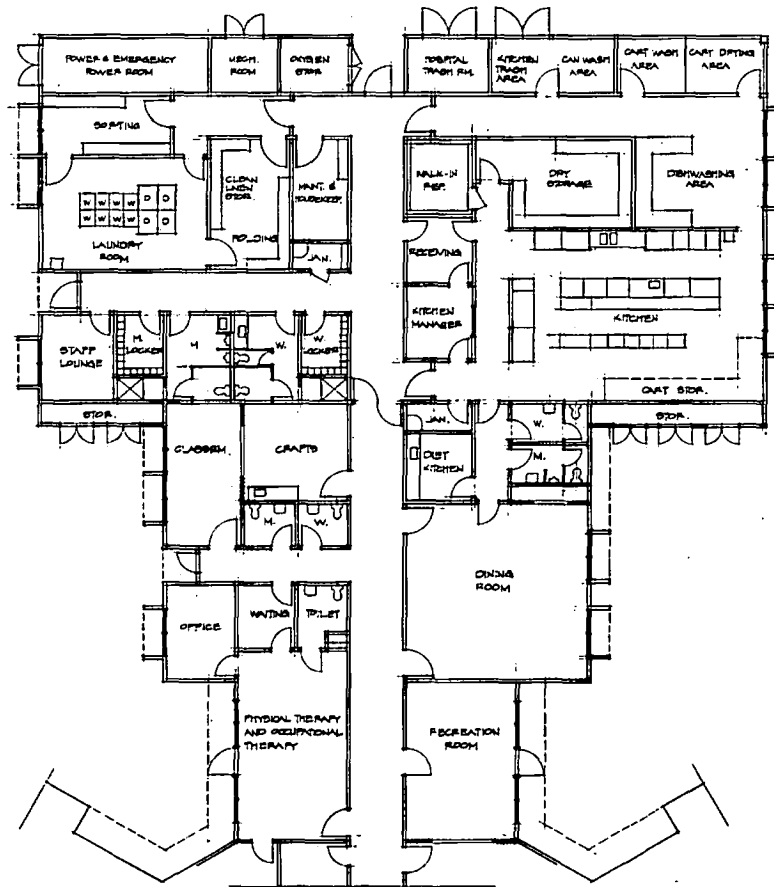 POWER & EMERGENCY
POWER ROOM
MECH.
ROOM
OXYGEN
STOR.
HOSPITAL
TRASH RM.
KITCHEN
TRASH
AREA
CAN WASH
AREA
CART WASH
AREA
CART DRYING
AREA
SORTING
CLEAN
LINEN
STOR.
FOLDING
MAINT. &
HOUSEKEEP.
JAN.
WALK-IN
REF.
DRY
STORAGE
DISHWASHING
AREA
W W W W
W W W W
D D
D D
LAUNDRY
ROOM
RECEIVING
KITCHEN
MANAGER
KITCHEN
CART STOR.
STAFF
LOUNGE
M.
LOCKER
M.
W.
W.
LOCKER
STOR.
STOR.
CLASSRM.
CRAFTS
JAN.
DIET
KITCHEN
W.
M.
M.
W.
DINING
ROOM
OFFICE
WAITING
TOILET
PHYSICAL THERAPY
AND OCCUPATIONAL
THERAPY
RECREATION
ROOM